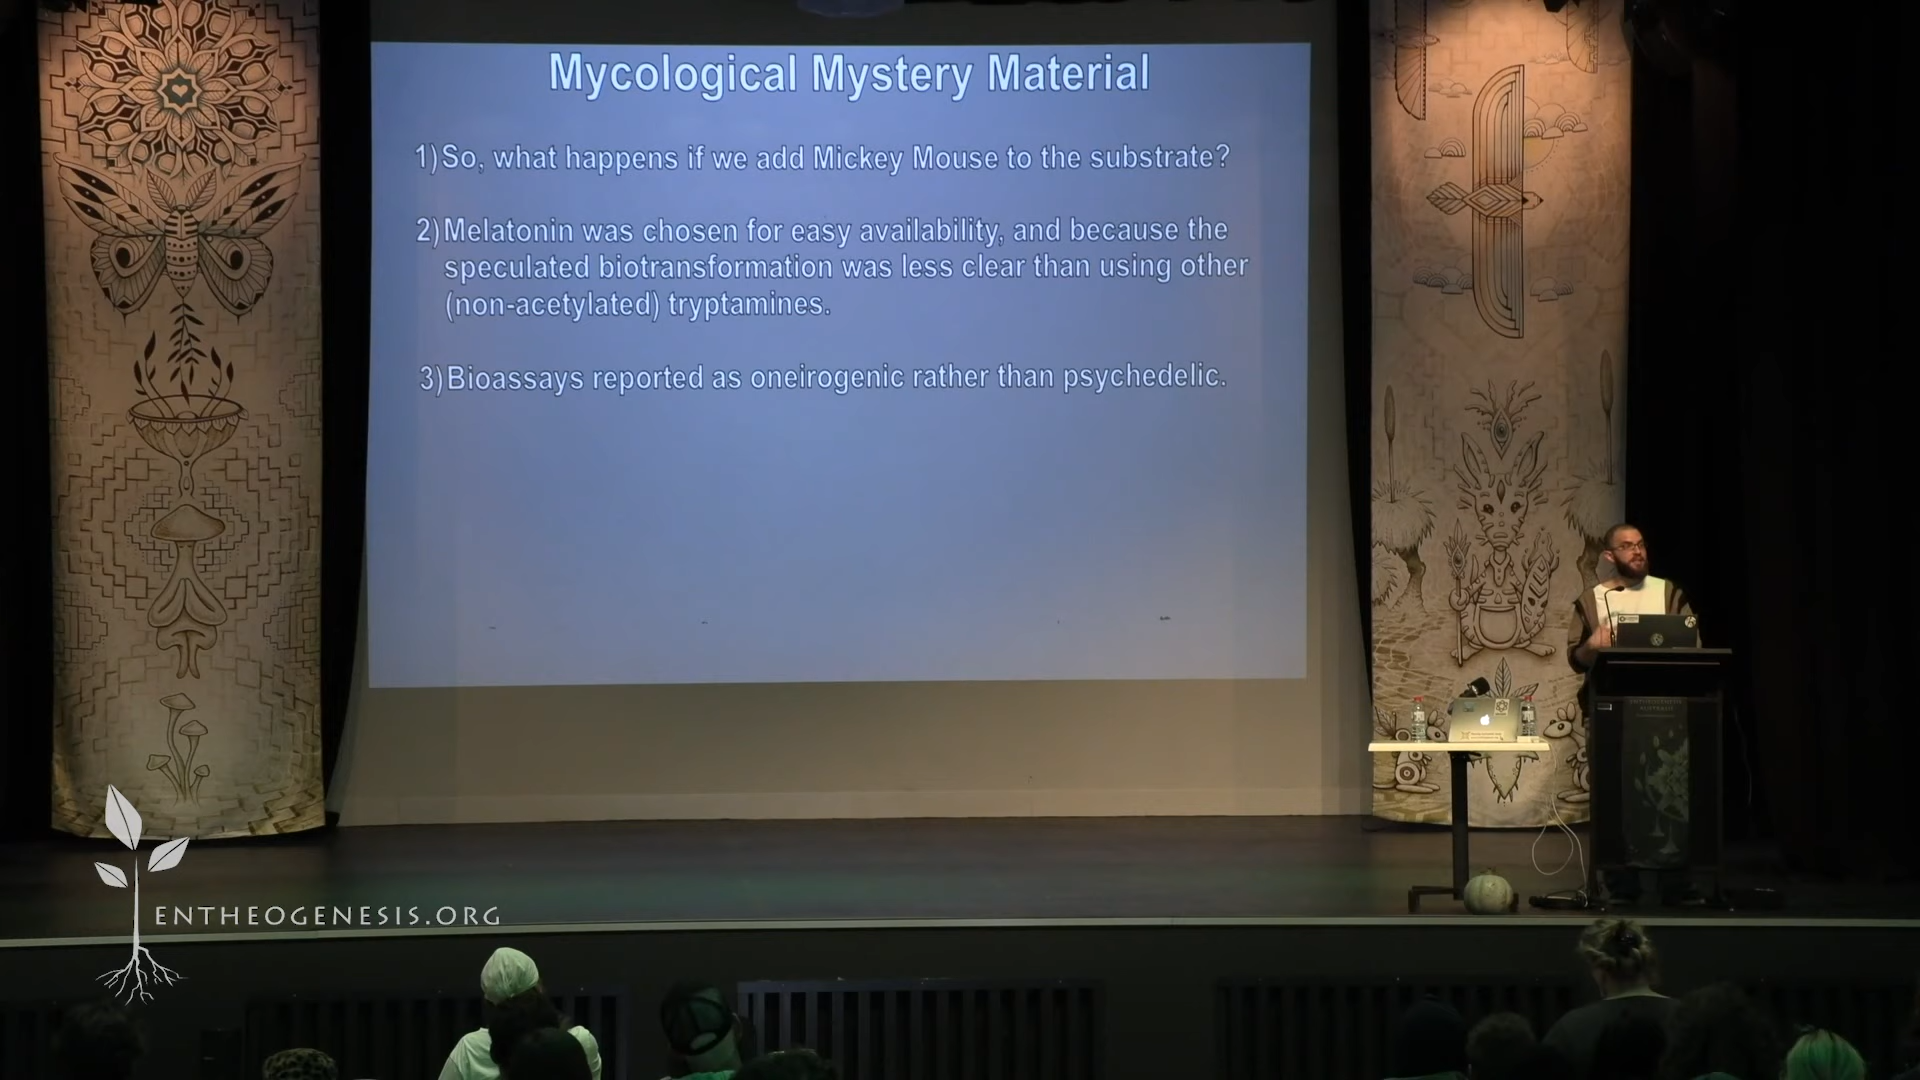 Mycological Mystery Material
1) So, what happens if we add Mickey Mouse to the substrate?
2) Melatonin was chosen for easy availability, and because the
speculated biotransformation was less clear than using other
(non-acetylated) tryptamines.
3) Bioassays reported as oneirogenic rather than psychedelic.
ENTHEOGENESIS.ORG